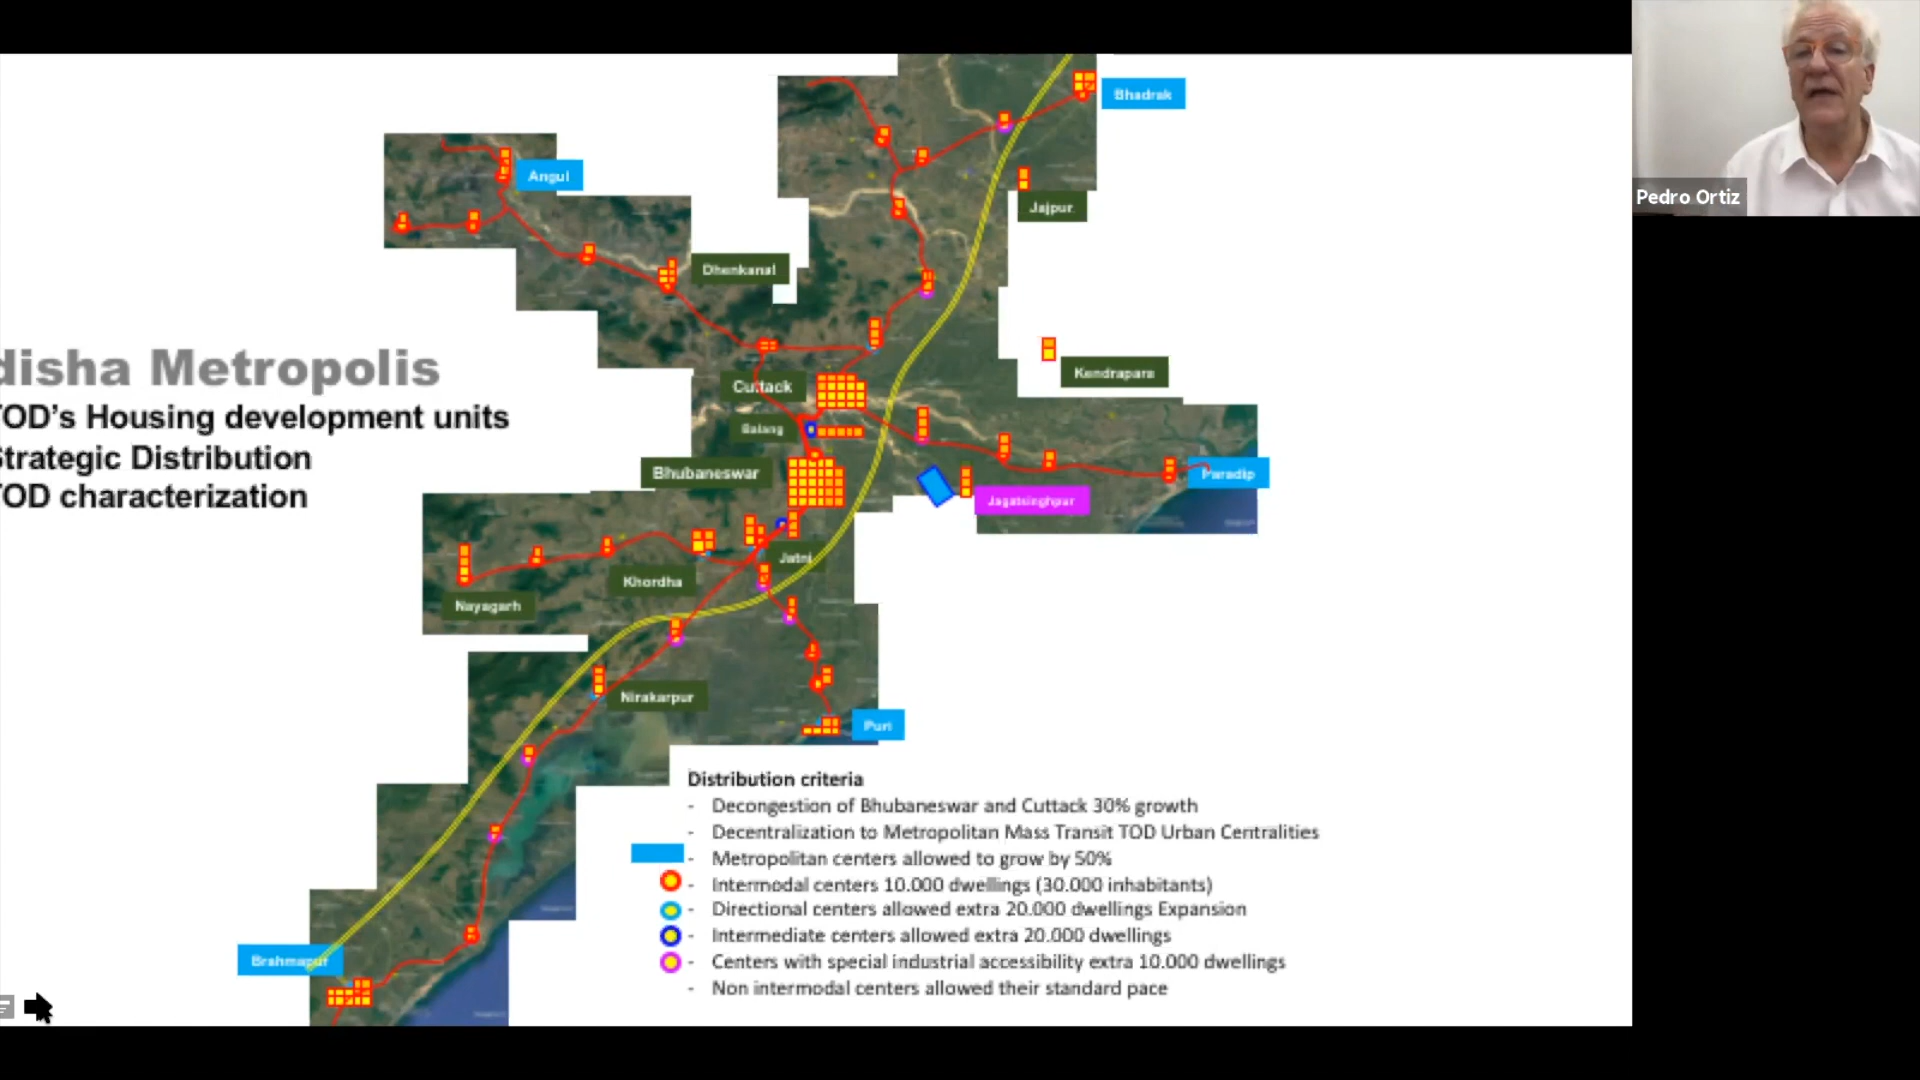 Pedro Ortiz
Bhadrak
Angul
Jajpur
Dhenkanal
disha Metropolis
TOD's Housing development units
Strategic Distribution
TOD characterization
Cuttack
Kendrapara
Balang
Bhubaneswar
Paradip
Jagatsinghpur
Jatni
Khordha
Nayagarh
Nirakarpur
Puri
Brahmapur
Distribution criteria
- Decongestion of Bhubaneswar and Cuttack 30% growth
- Decentralization to Metropolitan Mass Transit TOD Urban Centralities
- Metropolitan centers allowed to grow by 50%
- Intermodal centers 10.000 dwellings (30.000 inhabitants)
- Directional centers allowed extra 20.000 dwellings Expansion
- Intermediate centers allowed extra 20.000 dwellings
- Centers with special industrial accessibility extra 10.000 dwellings
- Non intermodal centers allowed their standard pace